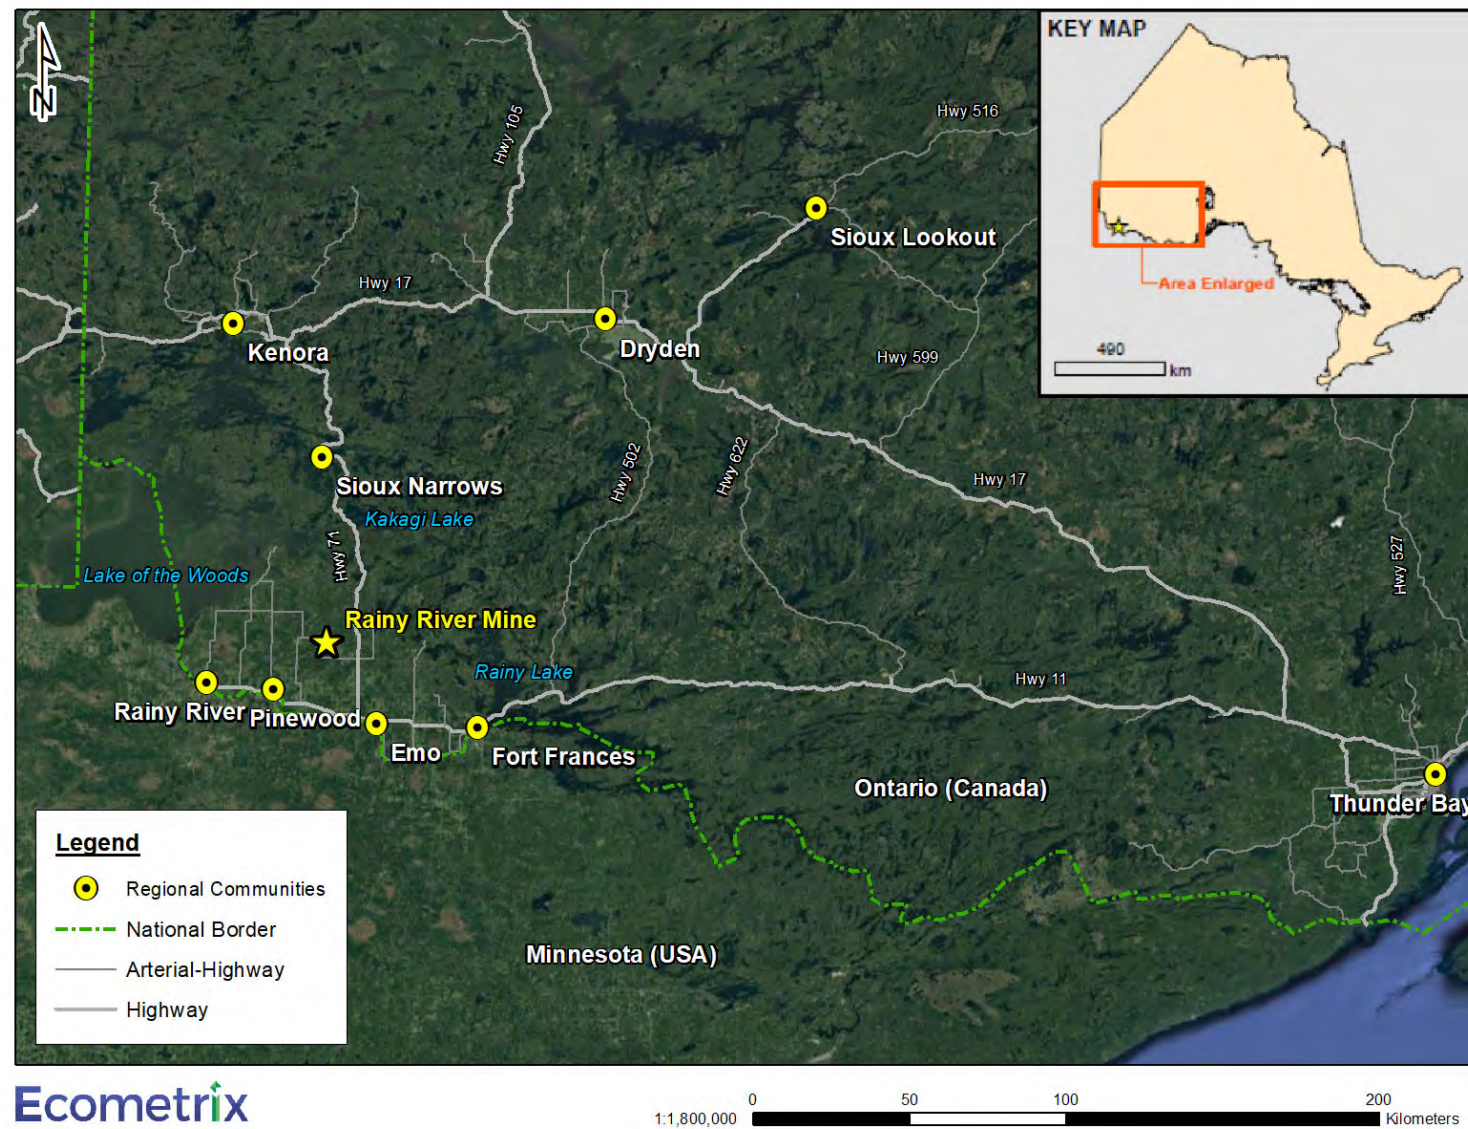 N
KEY MAP
Area Enlarged
490
km
Hwy 105
Hwy 516
Sioux Lookout
Hwy 17
Kenora
Dryden
Hwy 599
Hwy 502
Hwy 622
Sioux Narrows
Kakagi Lake
Hwy 17
Hwy 71
Lake of the Woods
Hwy 527
Rainy River Mine
Rainy Lake
Hwy 11
Rainy River
Pinewood
Emo
Fort Frances
Ontario (Canada)
Thunder Bay
Minnesota (USA)
Legend
Regional Communities
National Border
Arterial-Highway
Highway
Ecometrix
0 50 100 200
1:1,800,000 Kilometers